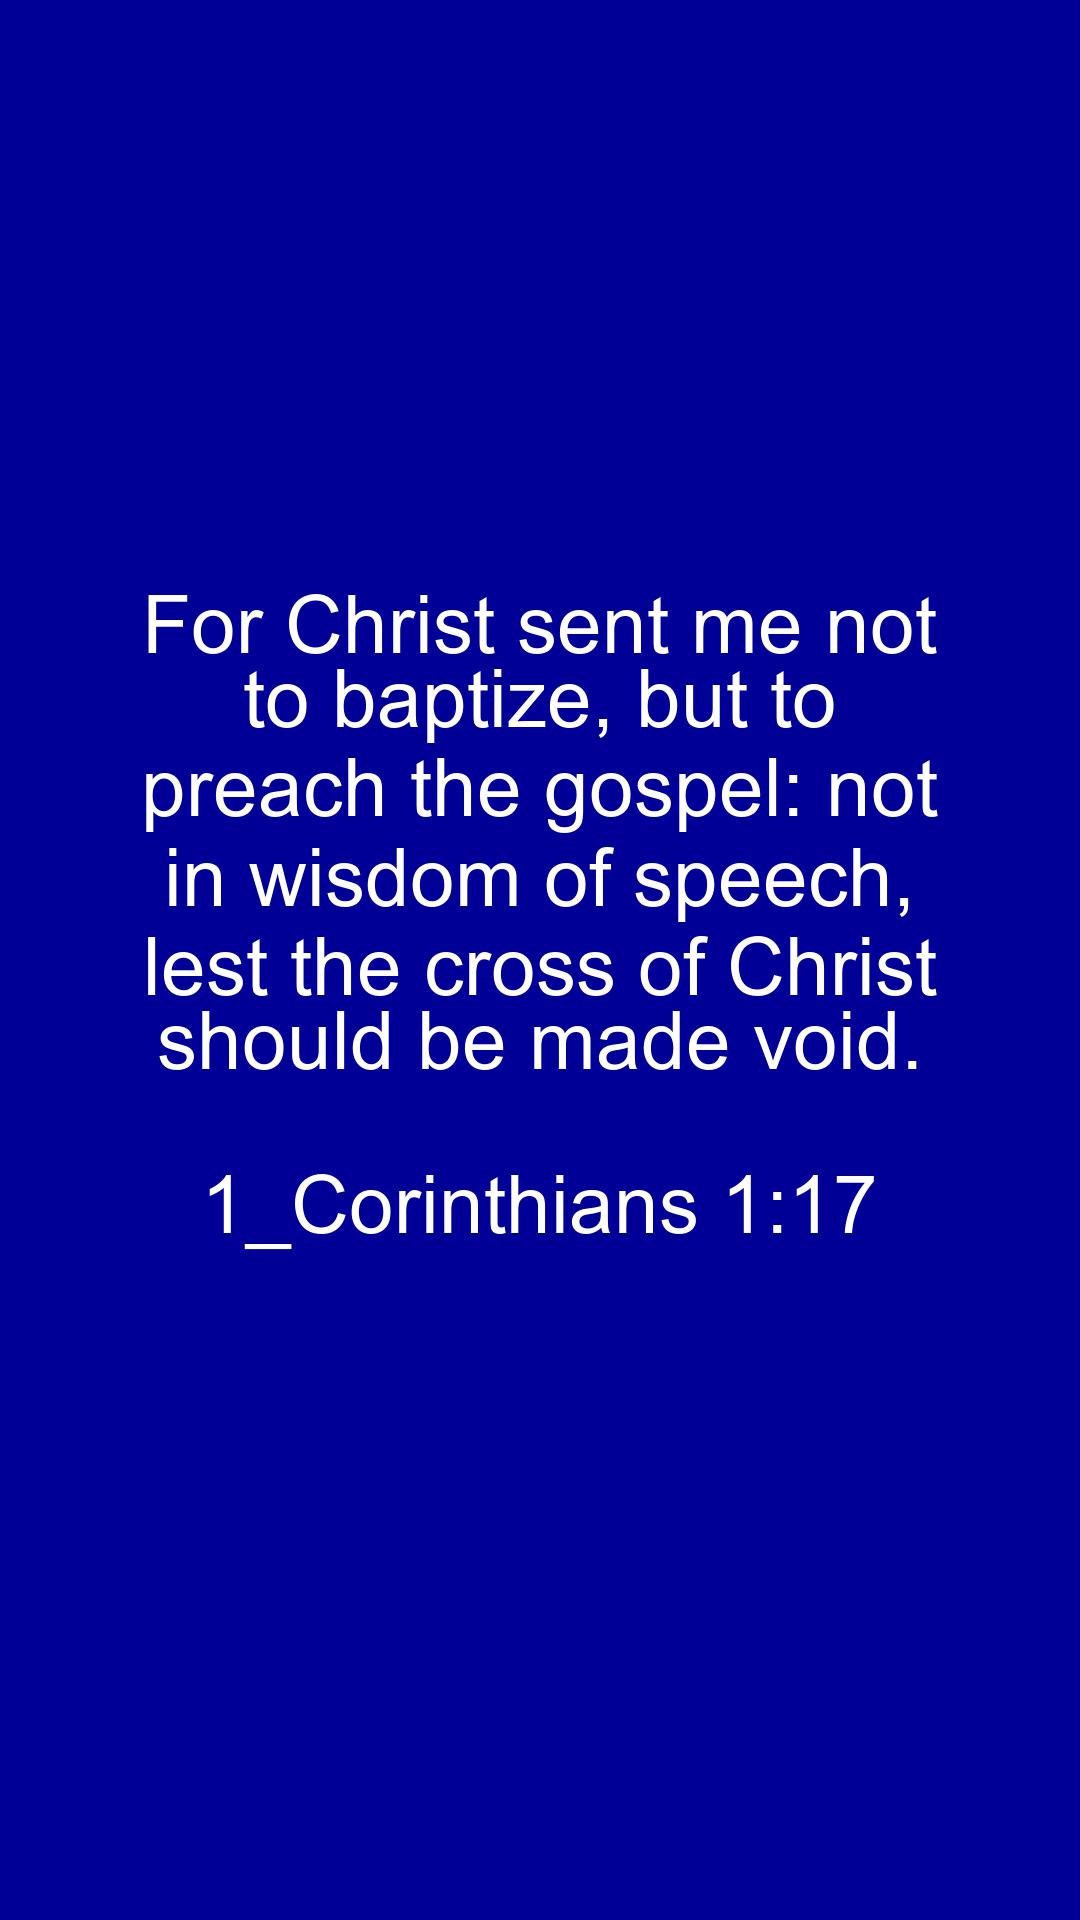 For Christ sent me not
to baptize, but to
preach the gospel: not
in wisdom of speech,
lest the cross of Christ
should be made void.
1_Corinthians 1:17